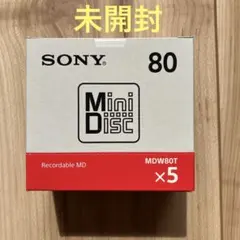 未開封
SONY® 80
Mini
Disc
Recordable MD
MDW80T
×5